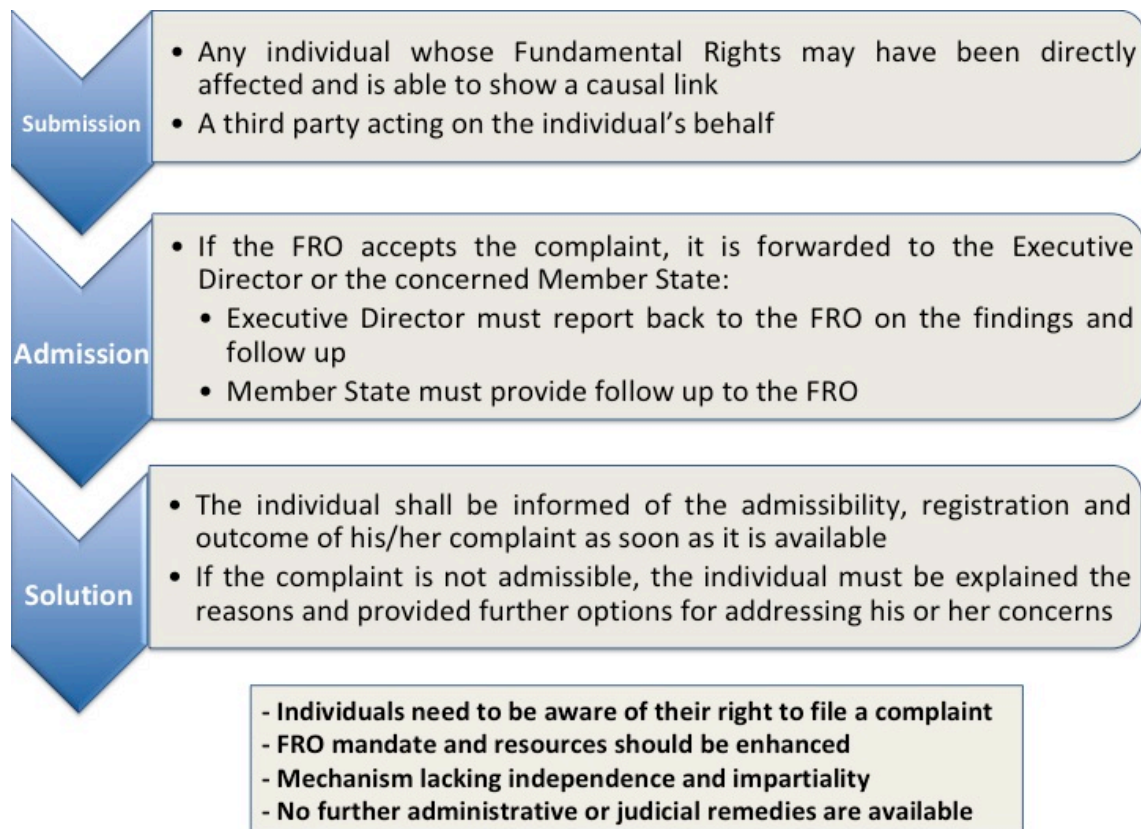 Submission
• Any individual whose Fundamental Rights may have been directly
affected and is able to show a causal link
• A third party acting on the individual’s behalf
Admission
• If the FRO accepts the complaint, it is forwarded to the Executive
Director or the concerned Member State:
• Executive Director must report back to the FRO on the findings and
follow up
• Member State must provide follow up to the FRO
Solution
• The individual shall be informed of the admissibility, registration and
outcome of his/her complaint as soon as it is available
• If the complaint is not admissible, the individual must be explained the
reasons and provided further options for addressing his or her concerns
- Individuals need to be aware of their right to file a complaint
- FRO mandate and resources should be enhanced
- Mechanism lacking independence and impartiality
- No further administrative or judicial remedies are available